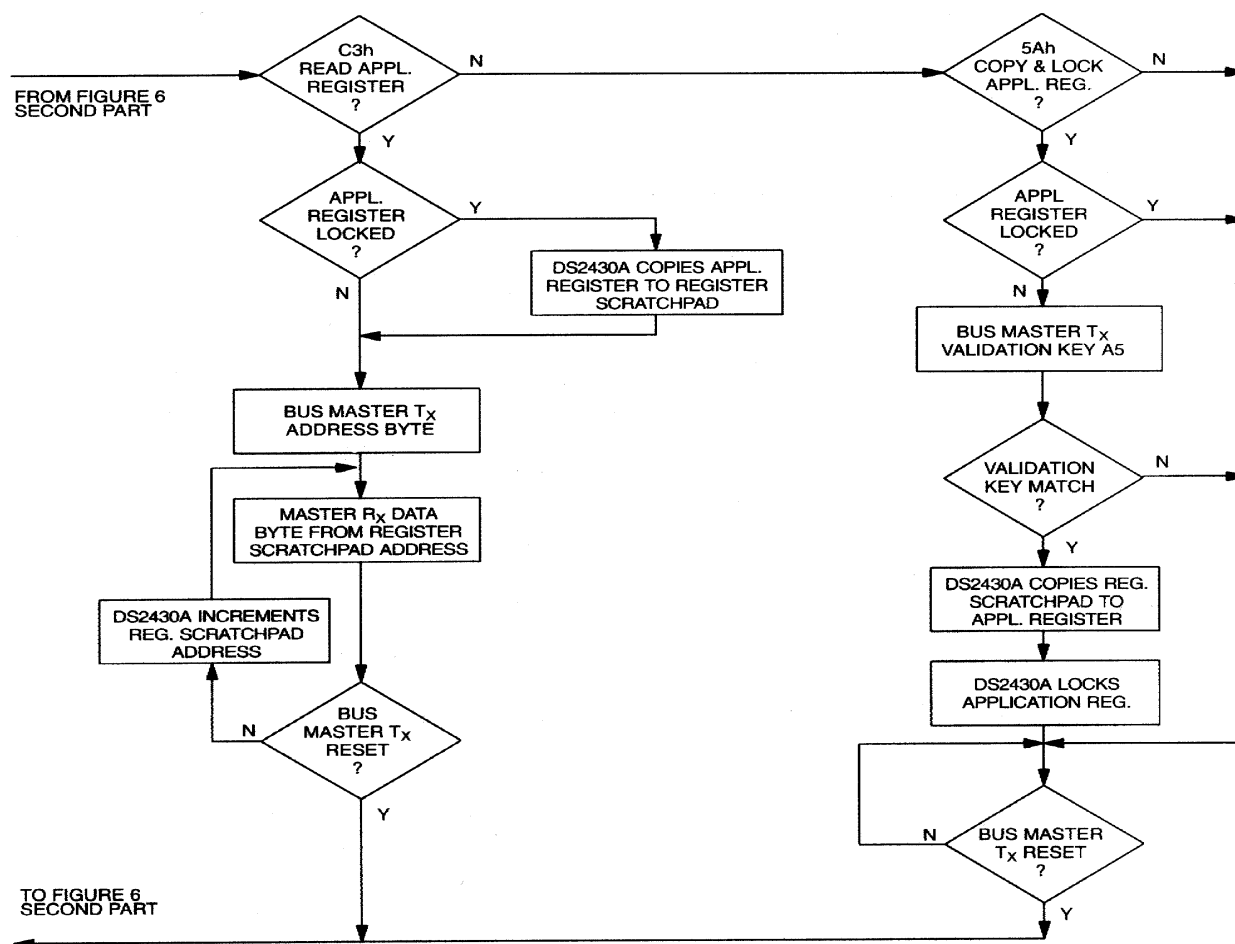 C3h
READ APPL.
REGISTER
?
N
Y
FROM FIGURE 6
SECOND PART
5Ah
COPY & LOCK
APPL. REG.
?
N
Y
APPL.
REGISTER
LOCKED
?
Y
N
DS2430A COPIES APPL.
REGISTER TO REGISTER
SCRATCHPAD
APPL
REGISTER
LOCKED
?
Y
N
BUS MASTER TX
VALIDATION KEY A5
BUS MASTER TX
ADDRESS BYTE
VALIDATION
KEY MATCH
?
N
Y
MASTER RX DATA
BYTE FROM REGISTER
SCRATCHPAD ADDRESS
DS2430A INCREMENTS
REG. SCRATCHPAD
ADDRESS
DS2430A COPIES REG.
SCRATCHPAD TO
APPL. REGISTER
DS2430A LOCKS
APPLICATION REG.
BUS
MASTER TX
RESET
?
N
Y
BUS MASTER
TX RESET
?
N
Y
TO FIGURE 6
SECOND PART